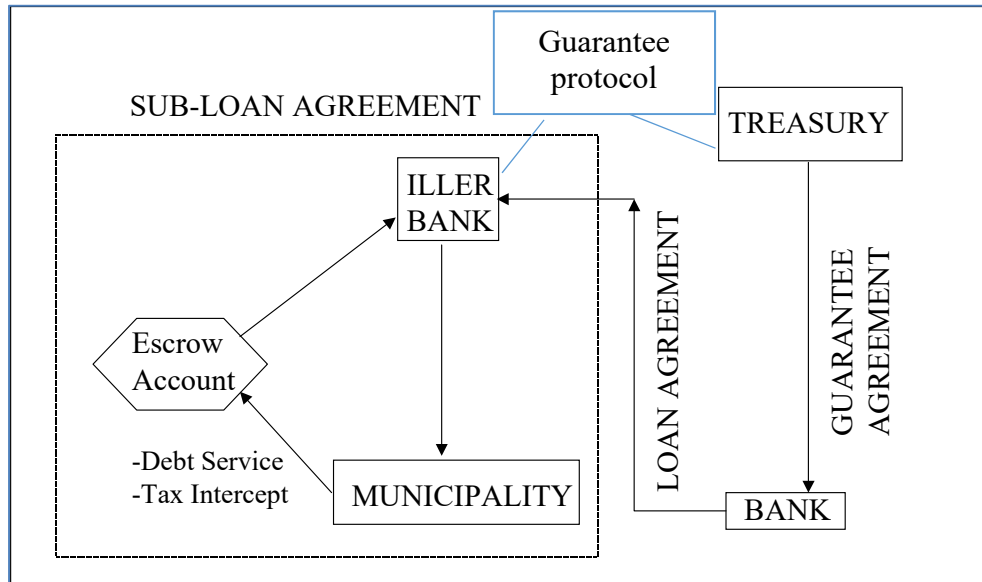 Guarantee
protocol
SUB-LOAN AGREEMENT
TREASURY
ILLER
BANK
LOAN AGREEMENT
GUARANTEE
AGREEMENT
Escrow
Account
-Debt Service
-Tax Intercept
MUNICIPALITY
BANK